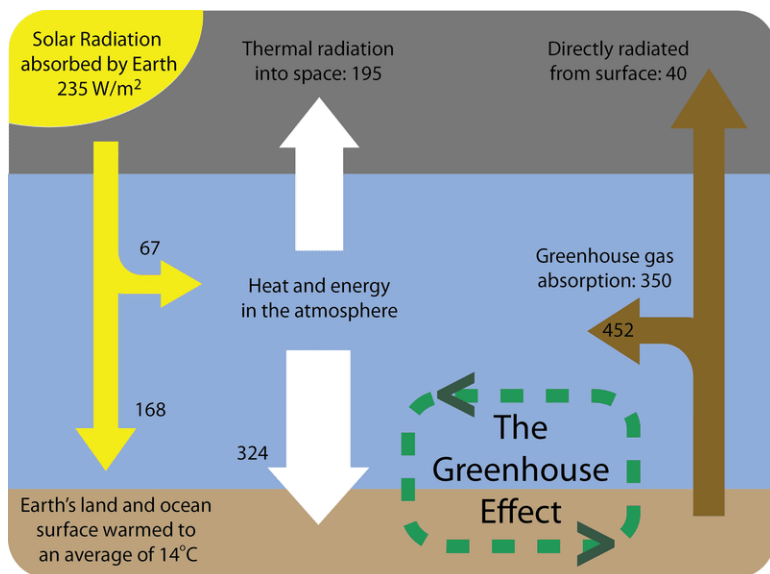 Solar Radiation
absorbed by Earth
235 W/m²
Thermal radiation
into space: 195
Directly radiated
from surface: 40
67
Heat and energy
in the atmosphere
Greenhouse gas
absorption: 350
452
168
324
The
Greenhouse
Effect
Earth's land and ocean
surface warmed to
an average of 14°C